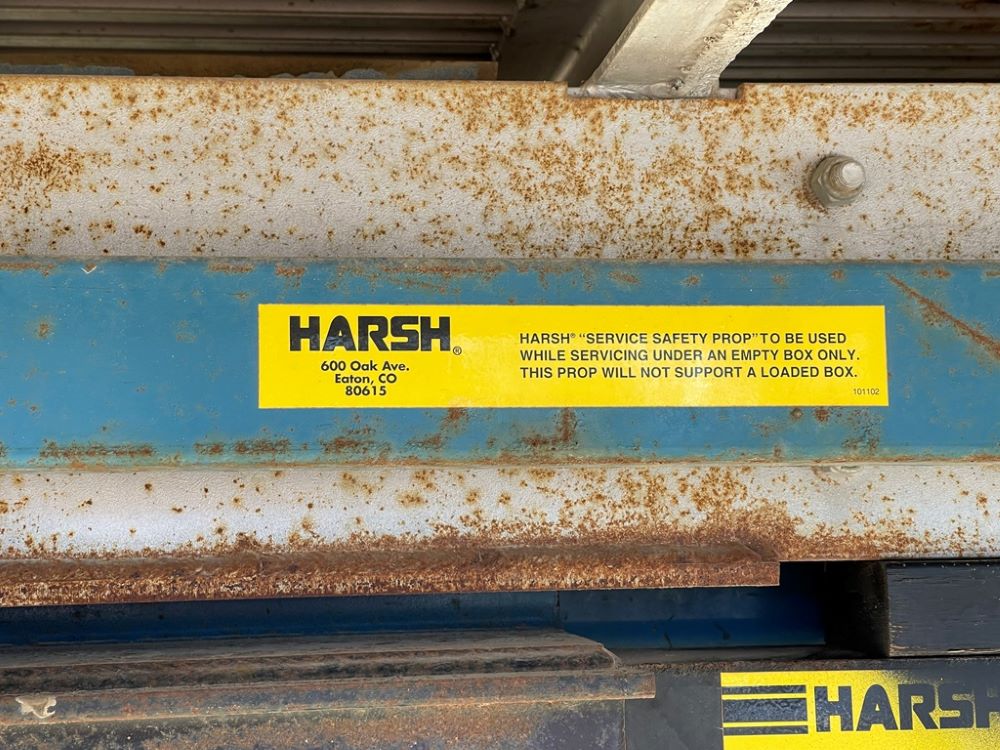 HARSH®
600 Oak Ave.
Eaton, CO
80615
HARSH® “SERVICE SAFETY PROP” TO BE USED
WHILE SERVICING UNDER AN EMPTY BOX ONLY.
THIS PROP WILL NOT SUPPORT A LOADED BOX.
101102
HARSH